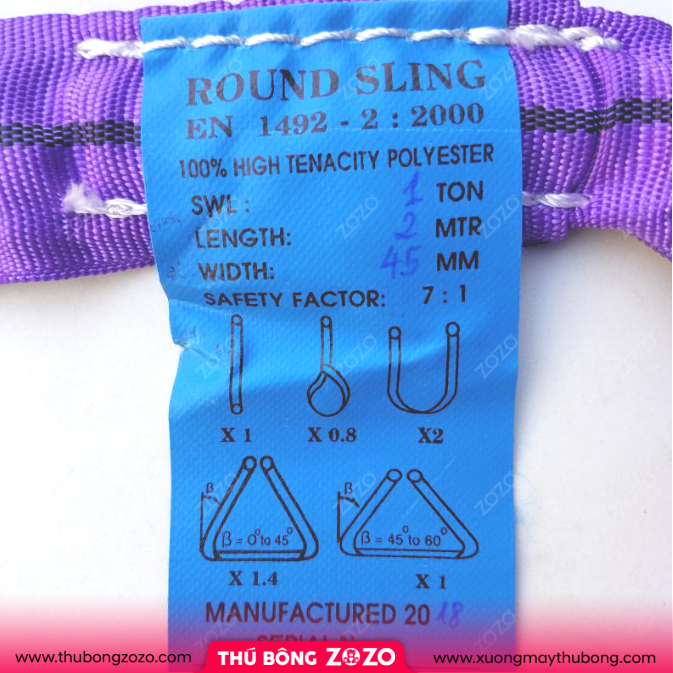 ROUND SLING
EN 1492 - 2 : 2000
100% HIGH TENACITY POLYESTER
SWL : 1 TON
LENGTH: 2 MTR
WIDTH: 45 MM
SAFETY FACTOR: 7 : 1
X 1 X 0.8 X2
β β
β = 0° to 45° β = 45° to 60°
X 1.4 X 1
MANUFACTURED 2018
www.thubongzozo.com THÚ BÔNG ZOZO www.xuongmaythubong.com